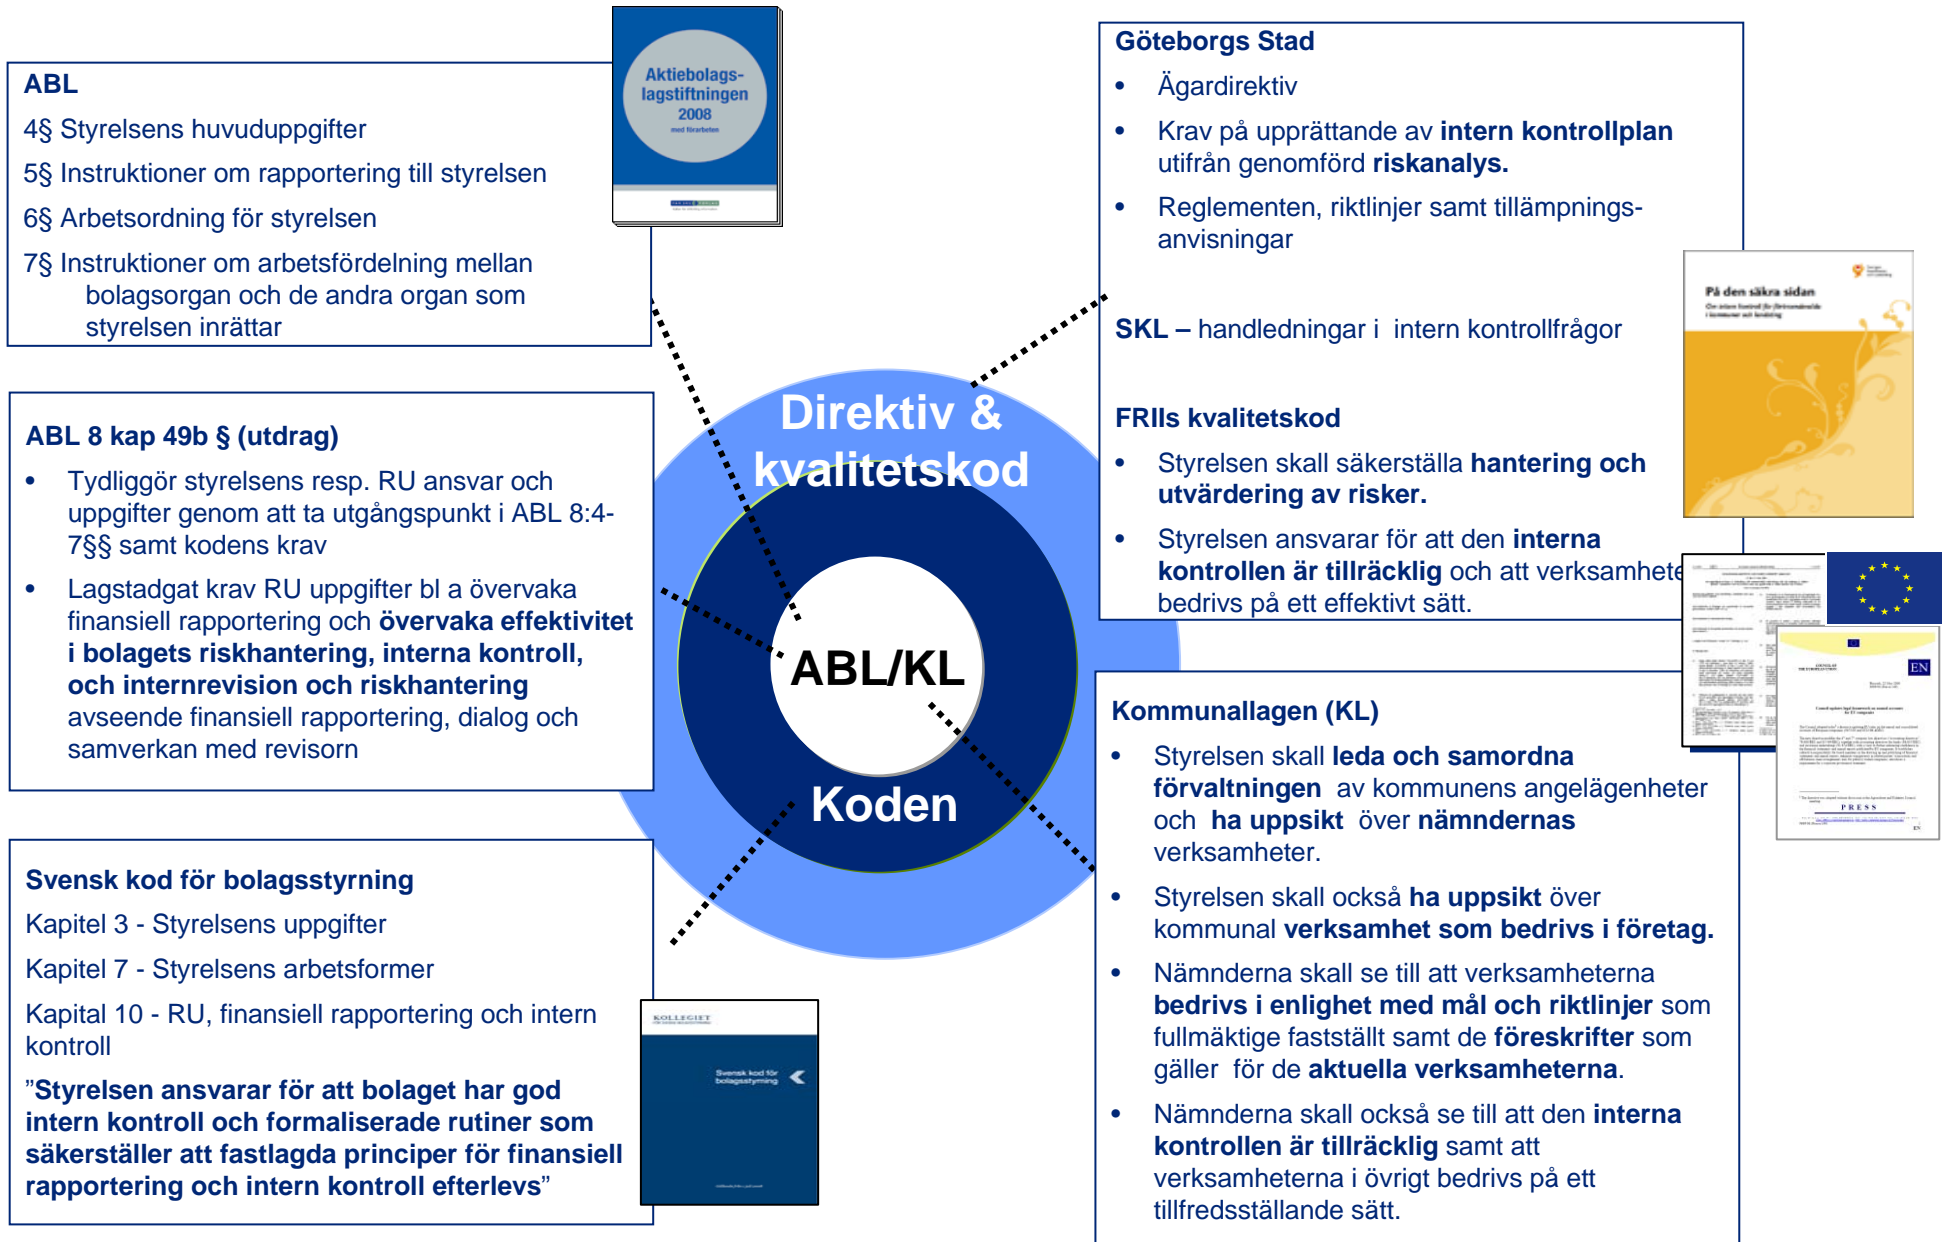 ABL
4§ Styrelsens huvuduppgifter
5§ Instruktioner om rapportering till styrelsen
6§ Arbetsordning för styrelsen
7§ Instruktioner om arbetsfördelning mellan
bolagsorgan och de andra organ som
styrelsen inrättar
Aktiebolags-
lagstiftningen
2008
med förarbeten
ABL 8 kap 49b § (utdrag)
• Tydliggör styrelsens resp. RU ansvar och
uppgifter genom att ta utgångspunkt i ABL 8:4-
7§§ samt kodens krav
• Lagstadgat krav RU uppgifter bl a övervaka
finansiell rapportering och övervaka effektivitet
i bolagets riskhantering, interna kontroll,
och internrevision och riskhantering
avseende finansiell rapportering, dialog och
samverkan med revisorn
Svensk kod för bolagsstyrning
Kapitel 3 - Styrelsens uppgifter
Kapitel 7 - Styrelsens arbetsformer
Kapital 10 - RU, finansiell rapportering och intern
kontroll
”Styrelsen ansvarar för att bolaget har god
intern kontroll och formaliserade rutiner som
säkerställer att fastlagda principer för finansiell
rapportering och intern kontroll efterlevs”
KOLLEGIET
Svensk kod för
bolagsstyrning
Direktiv &
kvalitetskod
ABL/KL
Koden
Göteborgs Stad
• Ägardirektiv
• Krav på upprättande av intern kontrollplan
utifrån genomförd riskanalys.
• Reglementen, riktlinjer samt tillämpnings-
anvisningar
SKL – handledningar i intern kontrollfrågor
FRIIs kvalitetskod
• Styrelsen skall säkerställa hantering och
utvärdering av risker.
• Styrelsen ansvarar för att den interna
kontrollen är tillräcklig och att verksamhete
bedrivs på ett effektivt sätt.
På den säkra sidan
Om intern kontroll för förtroendevalda
i kommuner och landsting
EN
PRESS
EN
Kommunallagen (KL)
• Styrelsen skall leda och samordna
förvaltningen av kommunens angelägenheter
och ha uppsikt över nämndernas
verksamheter.
• Styrelsen skall också ha uppsikt över
kommunal verksamhet som bedrivs i företag.
• Nämnderna skall se till att verksamheterna
bedrivs i enlighet med mål och riktlinjer som
fullmäktige fastställt samt de föreskrifter som
gäller för de aktuella verksamheterna.
• Nämnderna skall också se till att den interna
kontrollen är tillräcklig samt att
verksamheterna i övrigt bedrivs på ett
tillfredsställande sätt.